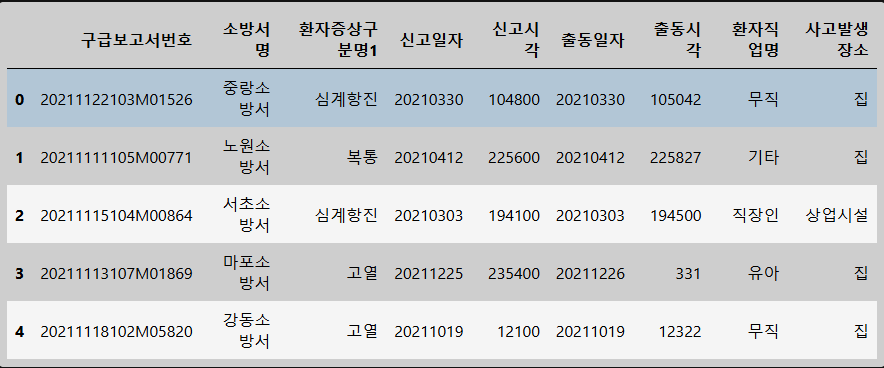 구급보고서번호 소방서명 환자증상구분명1 신고일자 신고시각 출동일자 출동시각 환자직업명 사고발생장소
0 20211122103M01526 중랑소방서 심계항진 20210330 104800 20210330 105042 무직 집
1 20211111105M00771 노원소방서 복통 20210412 225600 20210412 225827 기타 집
2 20211115104M00864 서초소방서 심계항진 20210303 194100 20210303 194500 직장인 상업시설
3 20211113107M01869 마포소방서 고열 20211225 235400 20211226 331 유아 집
4 20211118102M05820 강동소방서 고열 20211019 12100 20211019 12322 무직 집